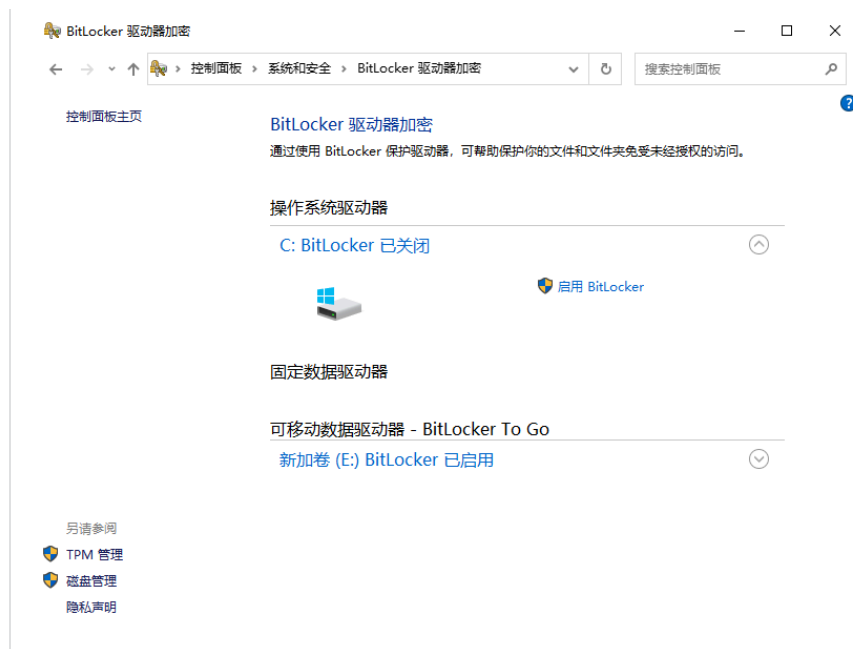 BitLocker 驱动器加密
控制面板 › 系统和安全 › BitLocker 驱动器加密
搜索控制面板
控制面板主页
BitLocker 驱动器加密
通过使用 BitLocker 保护驱动器，可帮助保护你的文件和文件夹免受未经授权的访问。
操作系统驱动器
C: BitLocker 已关闭
启用 BitLocker
固定数据驱动器
可移动数据驱动器 - BitLocker To Go
新加卷 (E:) BitLocker 已启用
另请参阅
TPM 管理
磁盘管理
隐私声明